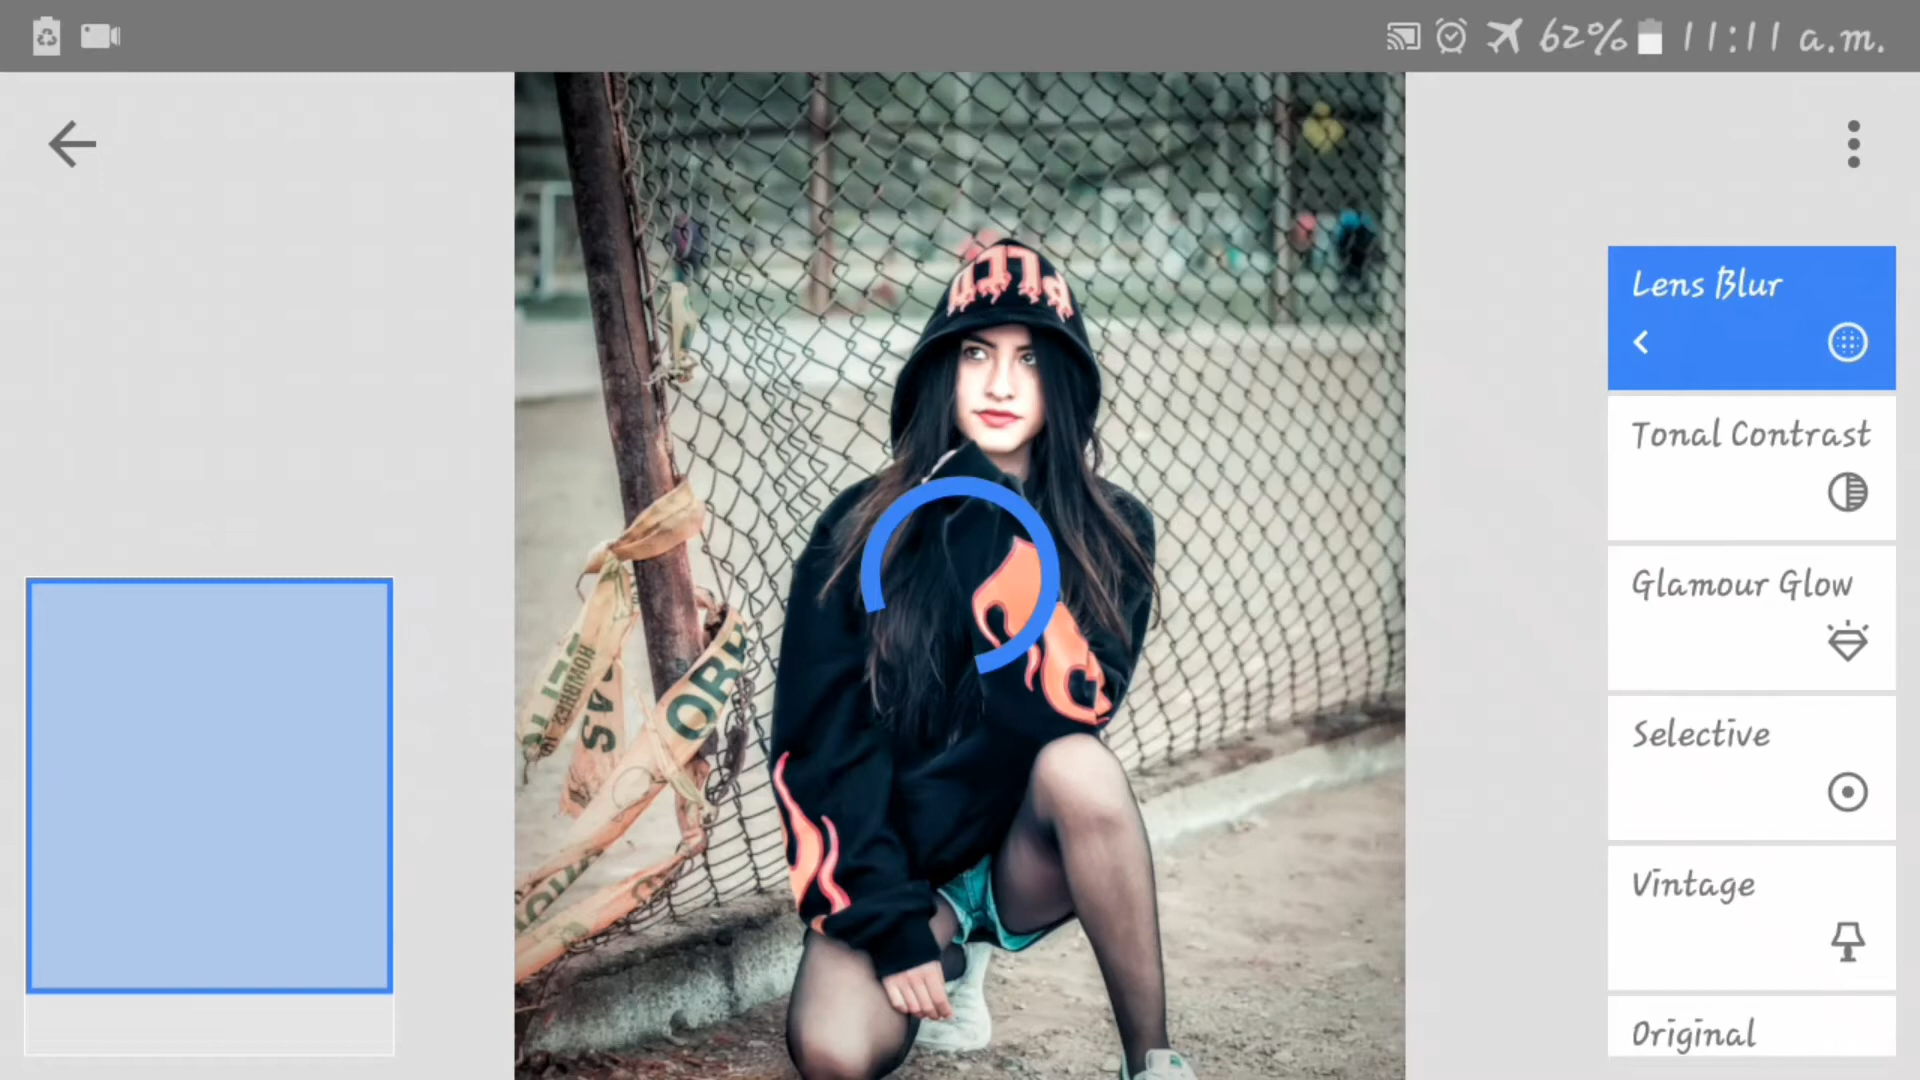 62% 11:11 a.m.
Lens Blur
Tonal Contrast
Glamour Glow
Selective
Vintage
Original